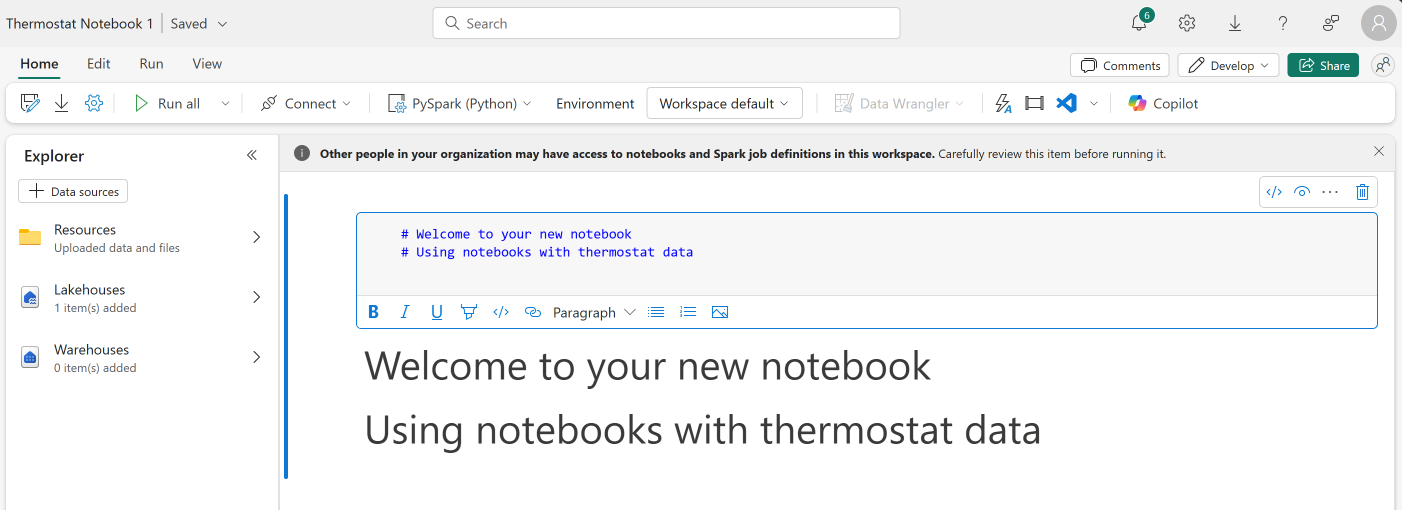 Thermostat Notebook 1 | Saved
Search
6
Home Edit Run View
Comments Develop Share
Run all Connect PySpark (Python) Environment Workspace default Data Wrangler Copilot
Explorer
Data sources
Resources
Uploaded data and files
Lakehouses
1 item(s) added
Warehouses
0 item(s) added
Other people in your organization may have access to notebooks and Spark job definitions in this workspace. Carefully review this item before running it.
# Welcome to your new notebook
# Using notebooks with thermostat data
B I U </> Paragraph
Welcome to your new notebook
Using notebooks with thermostat data